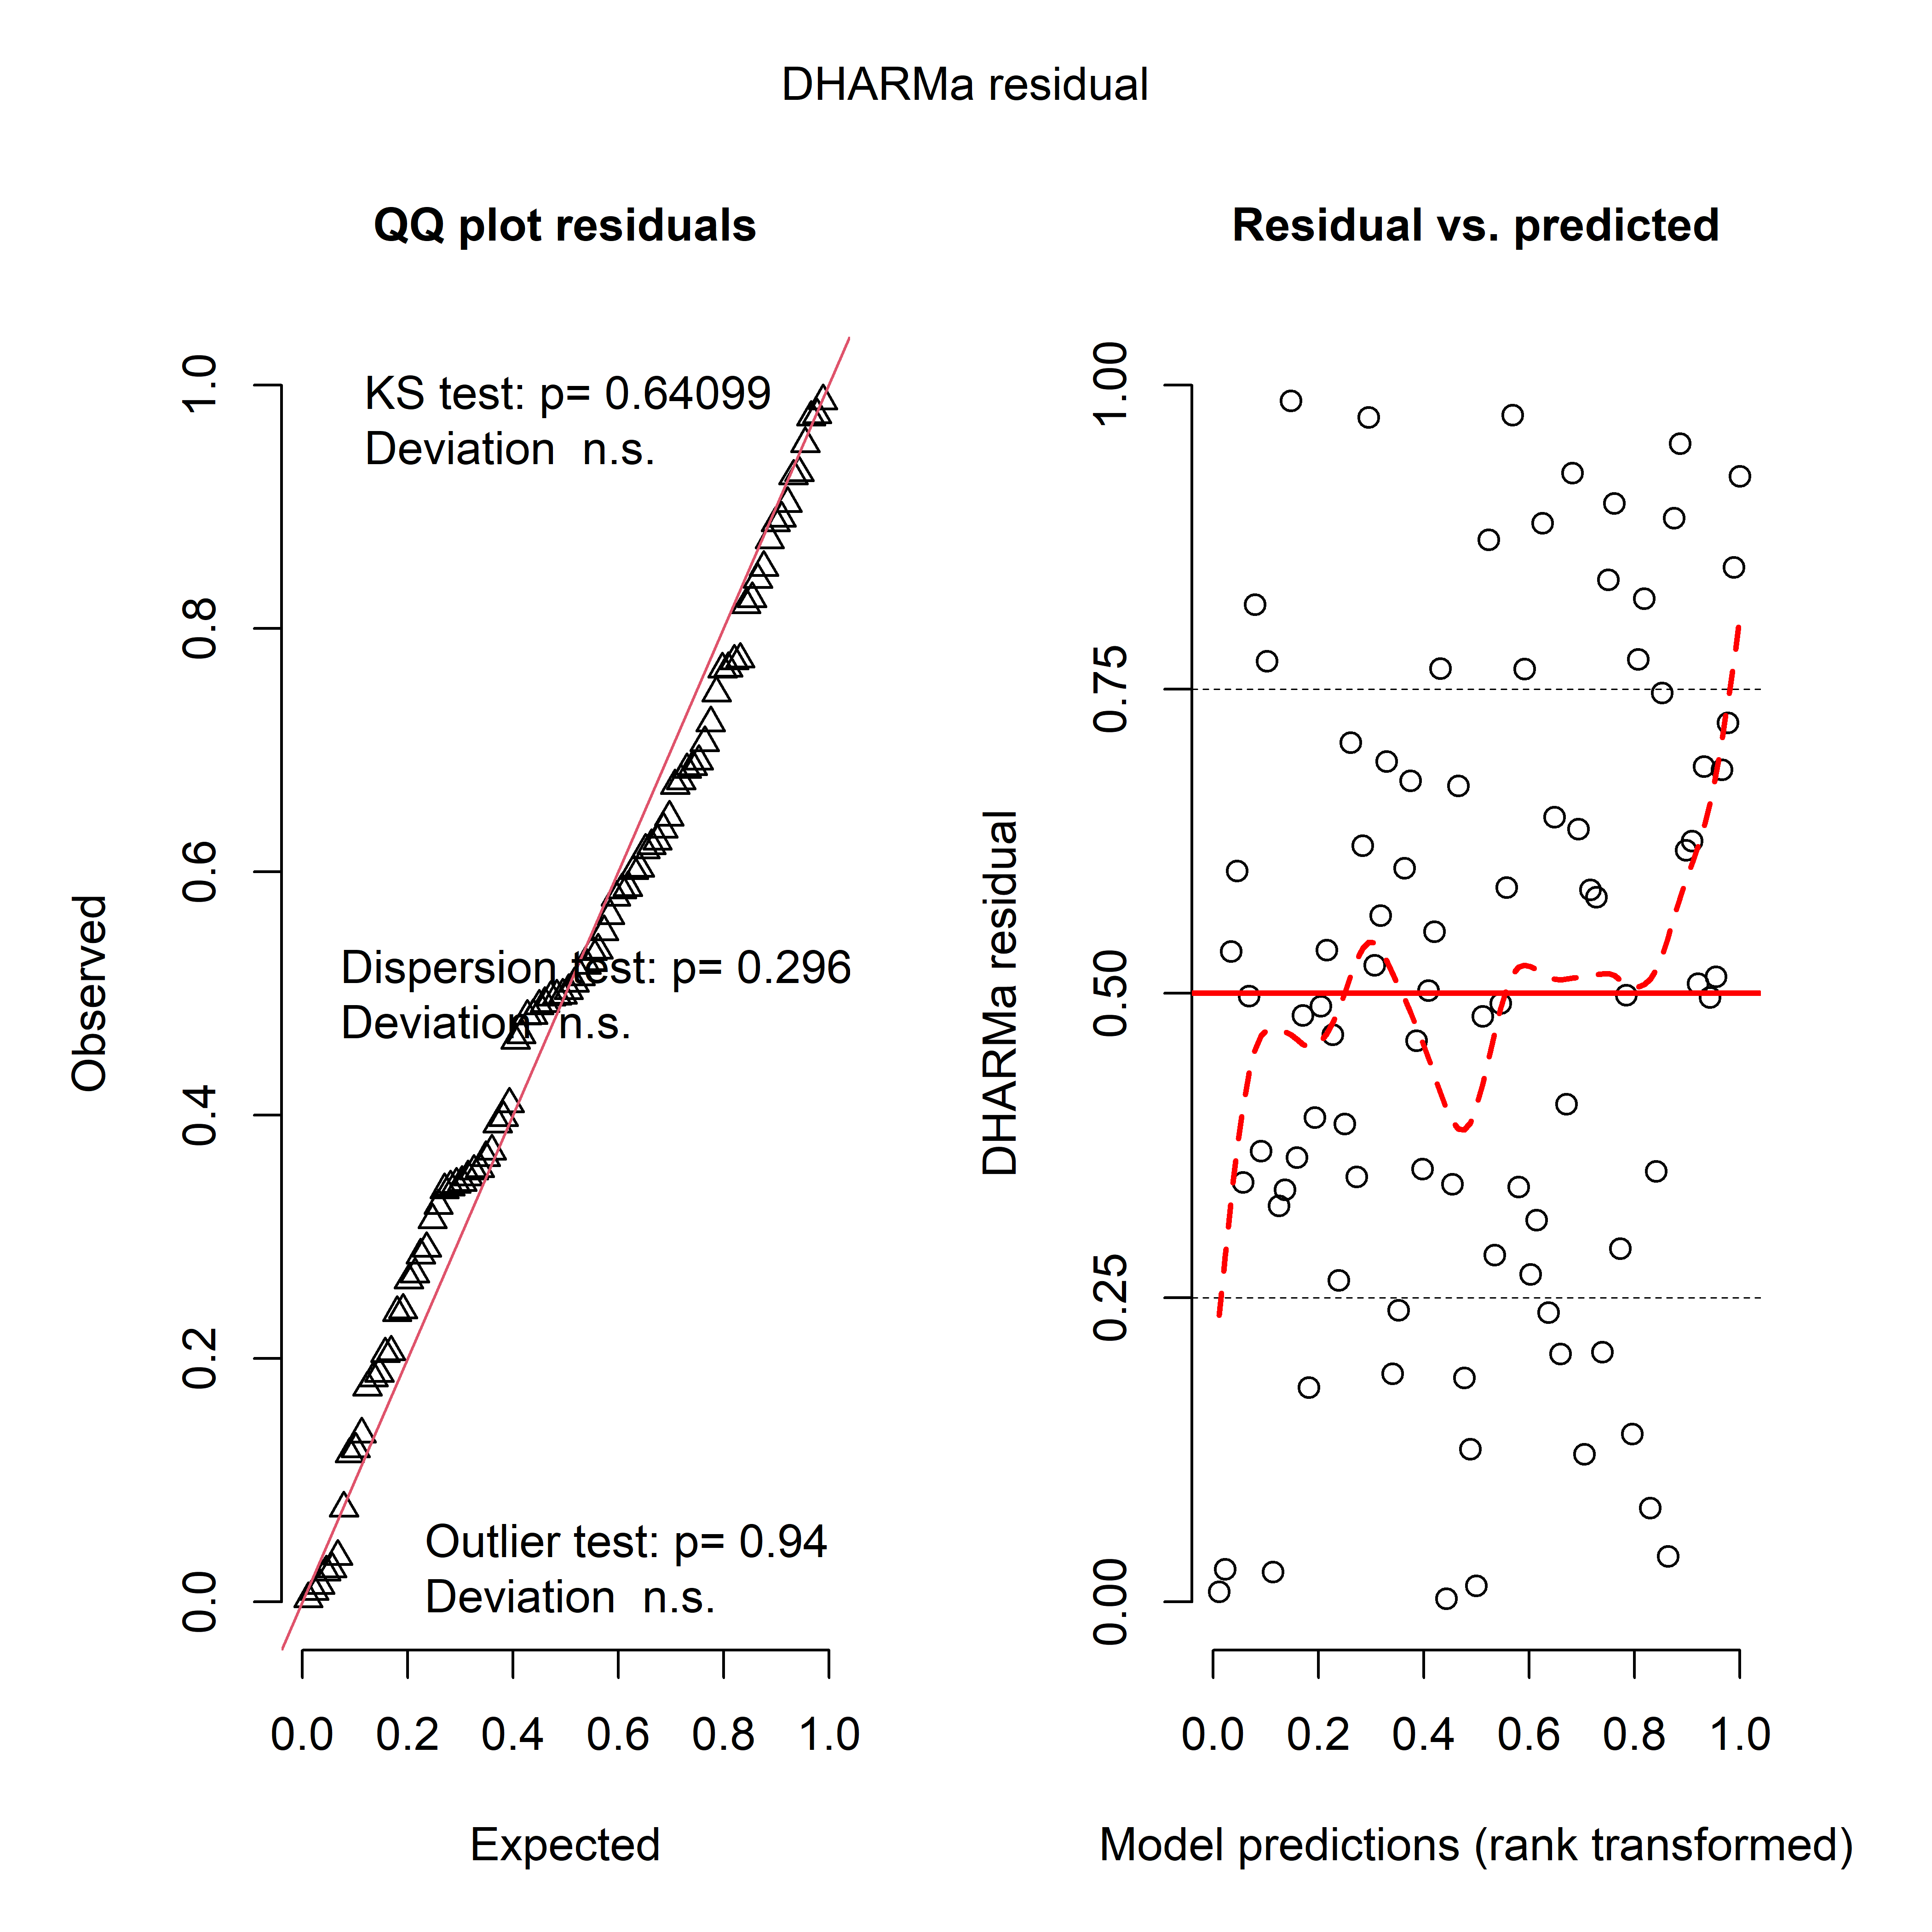 DHARMa residual
QQ plot residuals
KS test: p= 0.64099
Deviation  n.s.
Dispersion test: p= 0.296
Deviation  n.s.
Outlier test: p= 0.94
Deviation  n.s.
Observed
0.0
0.2
0.4
0.6
0.8
1.0
0.0 0.2 0.4 0.6 0.8 1.0
Expected
Residual vs. predicted
DHARMa residual
0.00
0.25
0.50
0.75
1.00
0.0 0.2 0.4 0.6 0.8 1.0
Model predictions (rank transformed)